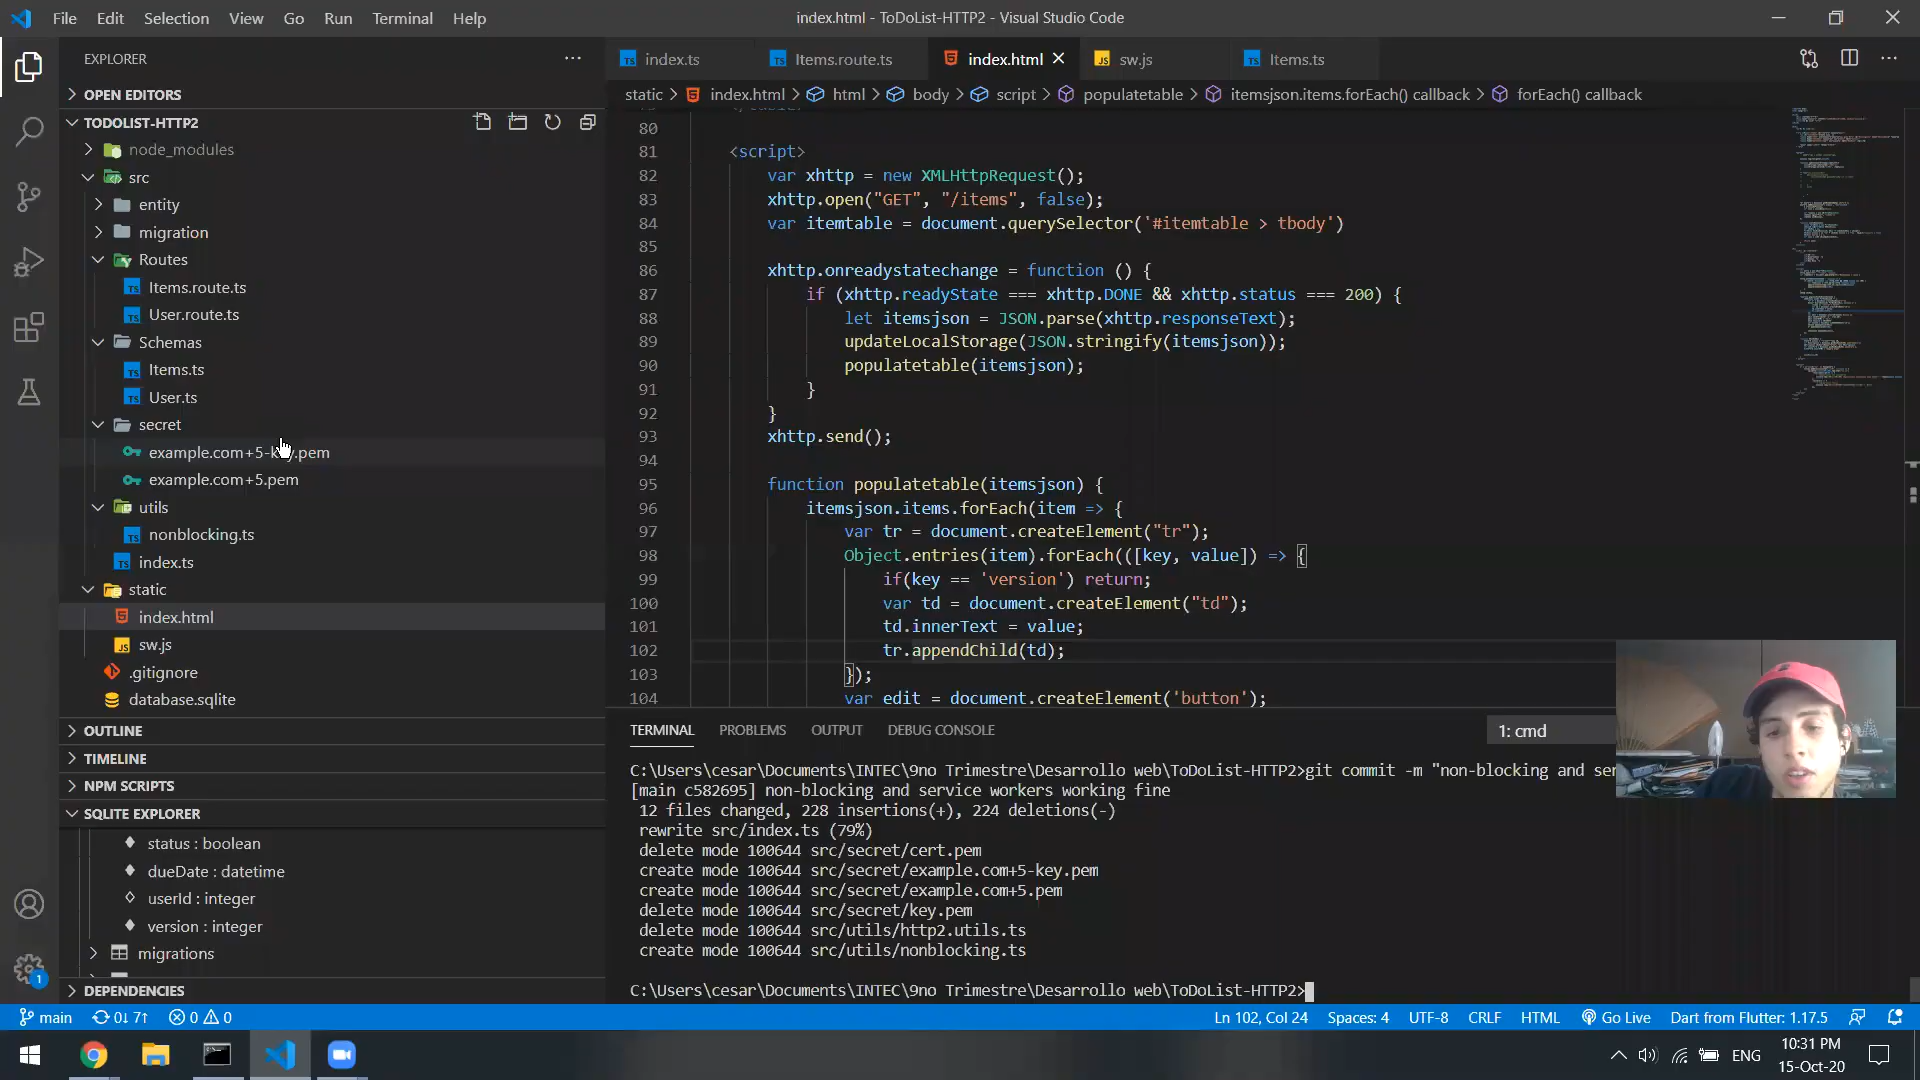 File Edit Selection View Go Run Terminal Help
index.html - ToDoList-HTTP2 - Visual Studio Code
EXPLORER
OPEN EDITORS
TODOLIST-HTTP2
node_modules
src
entity
migration
Routes
Items.route.ts
User.route.ts
Schemas
Items.ts
User.ts
secret
example.com+5-key.pem
example.com+5.pem
utils
nonblocking.ts
index.ts
static
index.html
sw.js
.gitignore
database.sqlite
OUTLINE
TIMELINE
NPM SCRIPTS
SQLITE EXPLORER
status : boolean
dueDate : datetime
userId : integer
version : integer
migrations
DEPENDENCIES
index.ts Items.route.ts index.html sw.js Items.ts
static > index.html > html > body > script > populatetable > itemsjson.items.forEach() callback > forEach() callback
80
81 <script>
82 var xhttp = new XMLHttpRequest();
83 xhttp.open("GET", "/items", false);
84 var itemtable = document.querySelector('#itemtable > tbody')
85
86 xhttp.onreadystatechange = function () {
87 if (xhttp.readyState === xhttp.DONE && xhttp.status === 200) {
88 let itemsjson = JSON.parse(xhttp.responseText);
89 updateLocalStorage(JSON.stringify(itemsjson));
90 populatetable(itemsjson);
91 }
92 }
93 xhttp.send();
94
95 function populatetable(itemsjson) {
96 itemsjson.items.forEach(item => {
97 var tr = document.createElement("tr");
98 Object.entries(item).forEach(([key, value]) => {
99 if(key == 'version') return;
100 var td = document.createElement("td");
101 td.innerText = value;
102 tr.appendChild(td);
103 });
104 var edit = document.createElement('button');
TERMINAL PROBLEMS OUTPUT DEBUG CONSOLE
1: cmd
C:\Users\cesar\Documents\INTEC\9no Trimestre\Desarrollo web\ToDoList-HTTP2>git commit -m "non-blocking and ser
[main c582695] non-blocking and service workers working fine
12 files changed, 228 insertions(+), 224 deletions(-)
rewrite src/index.ts (79%)
delete mode 100644 src/secret/cert.pem
create mode 100644 src/secret/example.com+5-key.pem
create mode 100644 src/secret/example.com+5.pem
delete mode 100644 src/secret/key.pem
delete mode 100644 src/utils/http2.utils.ts
create mode 100644 src/utils/nonblocking.ts
C:\Users\cesar\Documents\INTEC\9no Trimestre\Desarrollo web\ToDoList-HTTP2>
1
main 0↓ 7↑ 0 0
Ln 102, Col 24 Spaces: 4 UTF-8 CRLF HTML Go Live Dart from Flutter: 1.17.5
ENG
10:31 PM
15-Oct-20